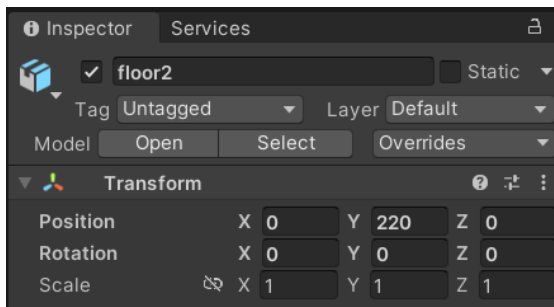 Inspector Services
floor2 Static
Tag Untagged Layer Default
Model Open Select Overrides
Transform
Position X 0 Y 220 Z 0
Rotation X 0 Y 0 Z 0
Scale X 1 Y 1 Z 1